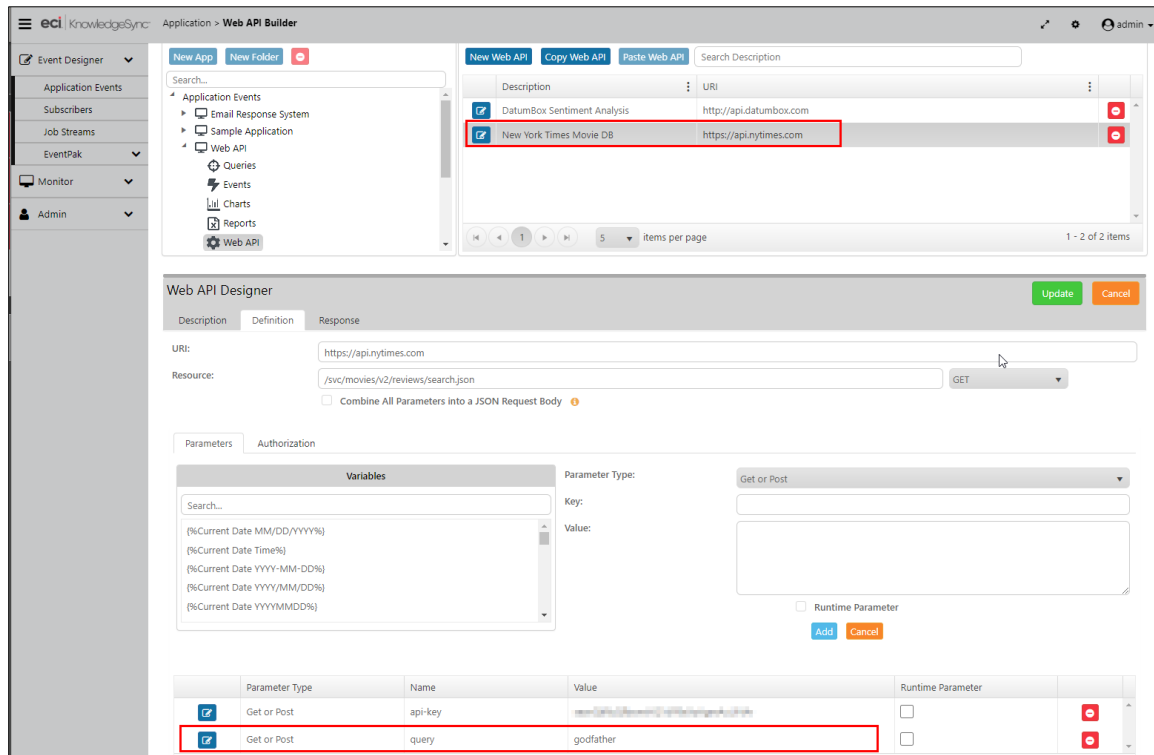 eci KnowledgeSync Application > Web API Builder admin
Event Designer
Application Events
Subscribers
Job Streams
EventPak
Monitor
Admin
New App New Folder
Search...
Application Events
Email Response System
Sample Application
Web API
Queries
Events
Charts
Reports
Web API
New Web API Copy Web API Paste Web API Search Description
Description URI
DatumBox Sentiment Analysis http://api.datumbox.com
New York Times Movie DB https://api.nytimes.com
1 5 items per page 1 - 2 of 2 items
Web API Designer Update Cancel
Description Definition Response
URI: https://api.nytimes.com
Resource: /svc/movies/v2/reviews/search.json GET
Combine All Parameters into a JSON Request Body
Parameters Authorization
Variables
Search...
{%Current Date MM/DD/YYYY%}
{%Current Date Time%}
{%Current Date YYYY-MM-DD%}
{%Current Date YYYY/MM/DD%}
{%Current Date YYYYMMDD%}
Parameter Type: Get or Post
Key:
Value:
Runtime Parameter
Add Cancel
Parameter Type Name Value Runtime Parameter
Get or Post api-key
Get or Post query godfather